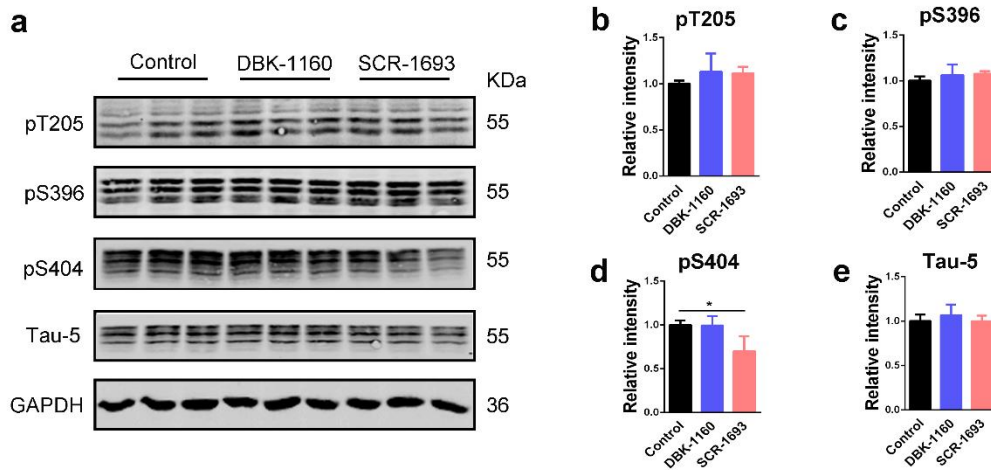 a
Control DBK-1160 SCR-1693 KDa
pT205 55
pS396 55
pS404 55
Tau-5 55
GAPDH 36
b
pT205
Relative intensity
1.5
1.0
0.5
0.0
Control
DBK-1160
SCR-1693
c
pS396
Relative intensity
1.5
1.0
0.5
0.0
Control
DBK-1160
SCR-1693
d
pS404
Relative intensity
1.5
1.0
0.5
0.0
*
Control
DBK-1160
SCR-1693
e
Tau-5
Relative intensity
1.5
1.0
0.5
0.0
Control
DBK-1160
SCR-1693